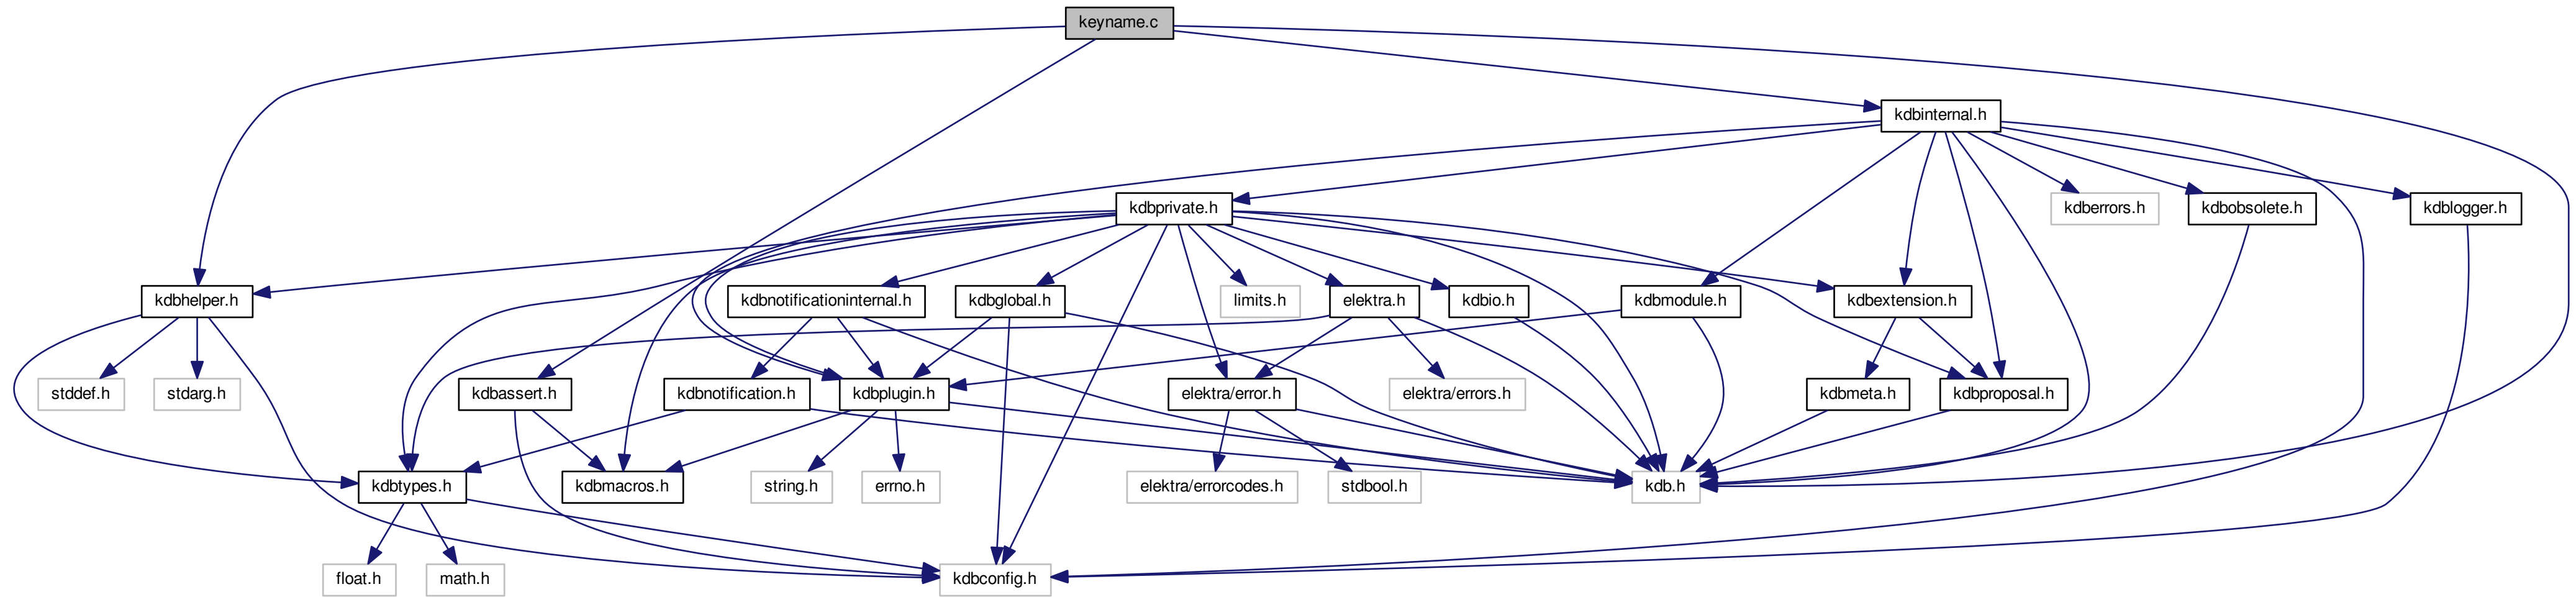 keyname.c
kdbinternal.h
kdbprivate.h
kdberrors.h
kdbobsolete.h
kdblogger.h
kdbhelper.h
kdbnotificationinternal.h
kdbglobal.h
limits.h
elektra.h
kdbio.h
kdbmodule.h
kdbextension.h
stddef.h
stdarg.h
kdbassert.h
kdbnotification.h
kdbplugin.h
elektra/error.h
elektra/errors.h
kdbmeta.h
kdbproposal.h
kdbtypes.h
kdbmacros.h
string.h
errno.h
elektra/errorcodes.h
stdbool.h
kdb.h
float.h
math.h
kdbconfig.h